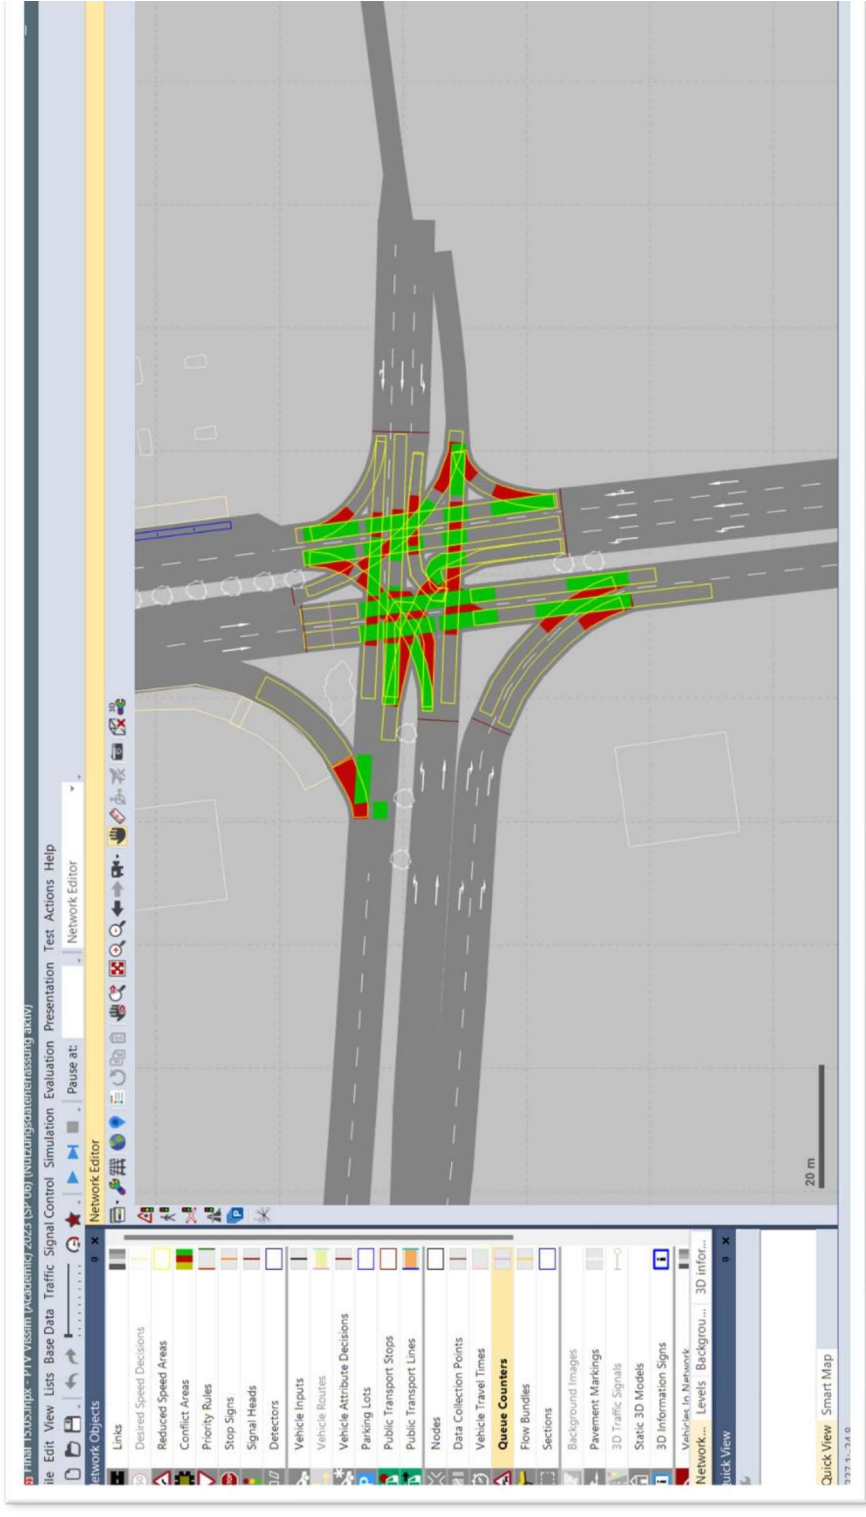 Final 15.05.inpx - PTV Vissim (Academic) 2023 (SP 06) (Nutzungsdatenerfassung aktiv)
ile Edit View Lists Base Data Traffic Signal Control Simulation Evaluation Presentation Test Actions Help
Pause at:
Network Editor
etwork Objects
Network Editor
Links
Desired Speed Decisions
Reduced Speed Areas
Conflict Areas
Priority Rules
Stop Signs
Signal Heads
Detectors
Vehicle Inputs
Vehicle Routes
Vehicle Attribute Decisions
Parking Lots
Public Transport Stops
Public Transport Lines
Nodes
Data Collection Points
Vehicle Travel Times
Queue Counters
Flow Bundles
Sections
Background Images
Pavement Markings
3D Traffic Signals
Static 3D Models
3D Information Signs
Vehicles In Network
Network... Levels Backgrou... 3D infor...
uick View
Quick View Smart Map
20 m